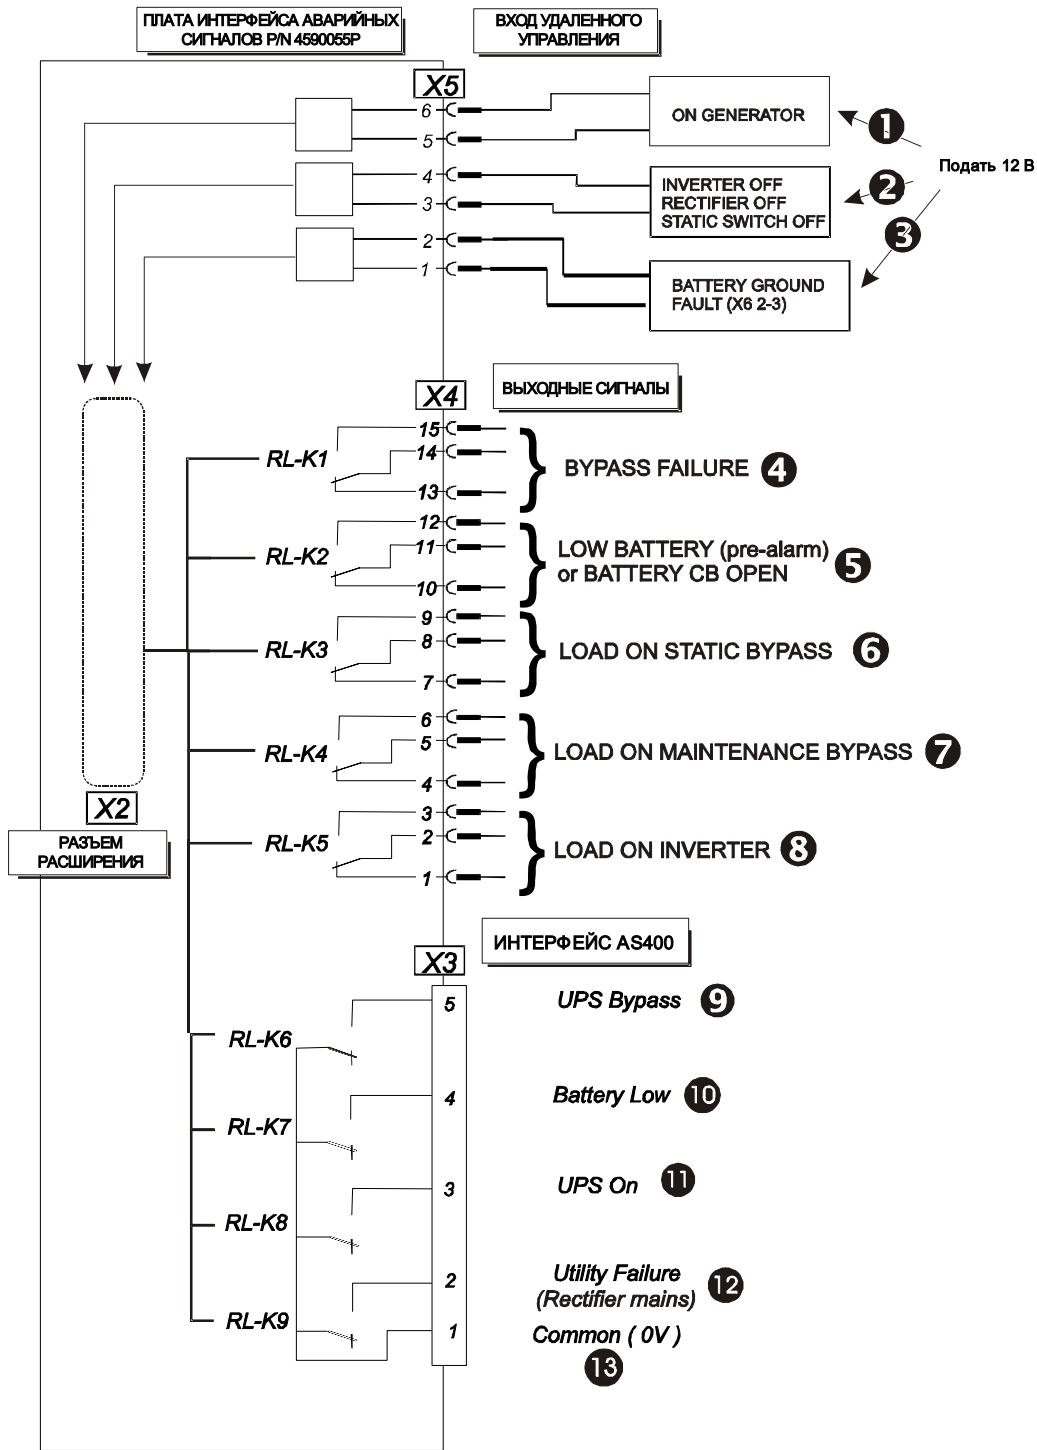 ПЛАТА ИНТЕРФЕЙСА АВАРИЙНЫХ
СИГНАЛОВ P/N 4590055P
ВХОД УДАЛЕННОГО
УПРАВЛЕНИЯ
X5
6
5
4
3
2
1
ON GENERATOR
1
Подать 12 В
INVERTER OFF
RECTIFIER OFF
STATIC SWITCH OFF
2
3
BATTERY GROUND
FAULT (X6 2-3)
X4
ВЫХОДНЫЕ СИГНАЛЫ
RL-K1
15
14
13
BYPASS FAILURE 4
RL-K2
12
11
10
LOW BATTERY (pre-alarm)
or BATTERY CB OPEN
5
RL-K3
9
8
7
LOAD ON STATIC BYPASS 6
RL-K4
6
5
4
LOAD ON MAINTENANCE BYPASS 7
X2
РАЗЪЕМ
РАСШИРЕНИЯ
RL-K5
3
2
1
LOAD ON INVERTER 8
X3
ИНТЕРФЕЙС AS400
RL-K6
5
UPS Bypass 9
RL-K7
4
Battery Low 10
RL-K8
3
UPS On 11
RL-K9
2
Utility Failure
(Rectifier mains)
12
1
Common ( 0V )
13